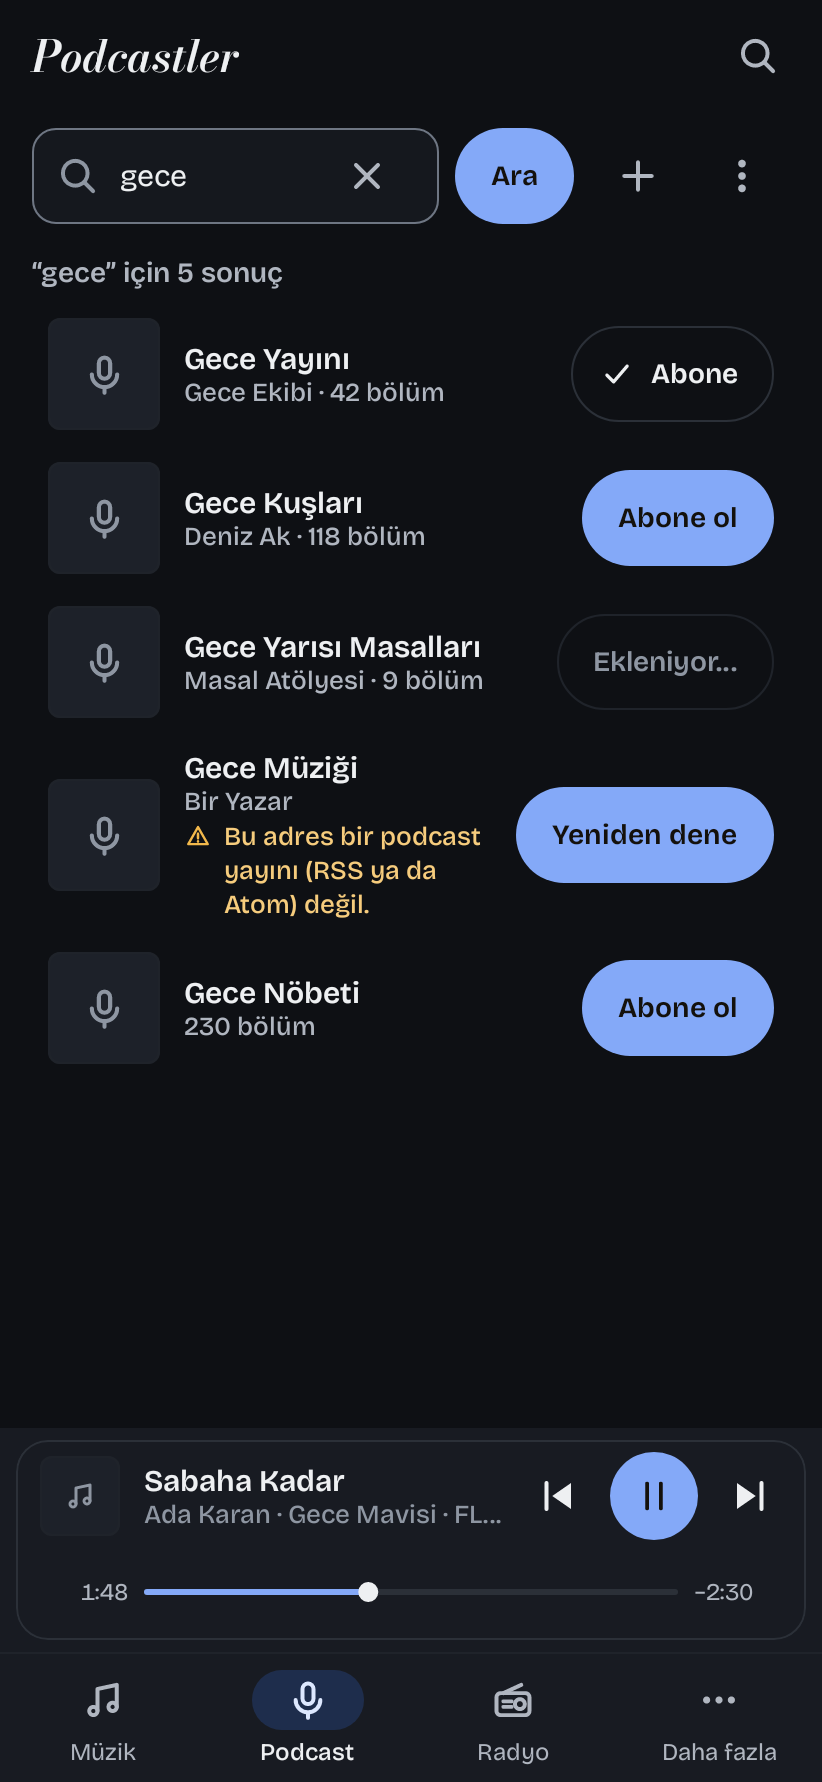 Podcastler
gece
Ara
“gece” için 5 sonuç
Gece Yayını
Gece Ekibi · 42 bölüm
Abone
Gece Kuşları
Deniz Ak · 118 bölüm
Abone ol
Gece Yarısı Masalları
Masal Atölyesi · 9 bölüm
Ekleniyor...
Gece Müziği
Bir Yazar
Bu adres bir podcast
yayını (RSS ya da
Atom) değil.
Yeniden dene
Gece Nöbeti
230 bölüm
Abone ol
Sabaha Kadar
Ada Karan · Gece Mavisi · FL...
1:48
−2:30
Müzik
Podcast
Radyo
Daha fazla